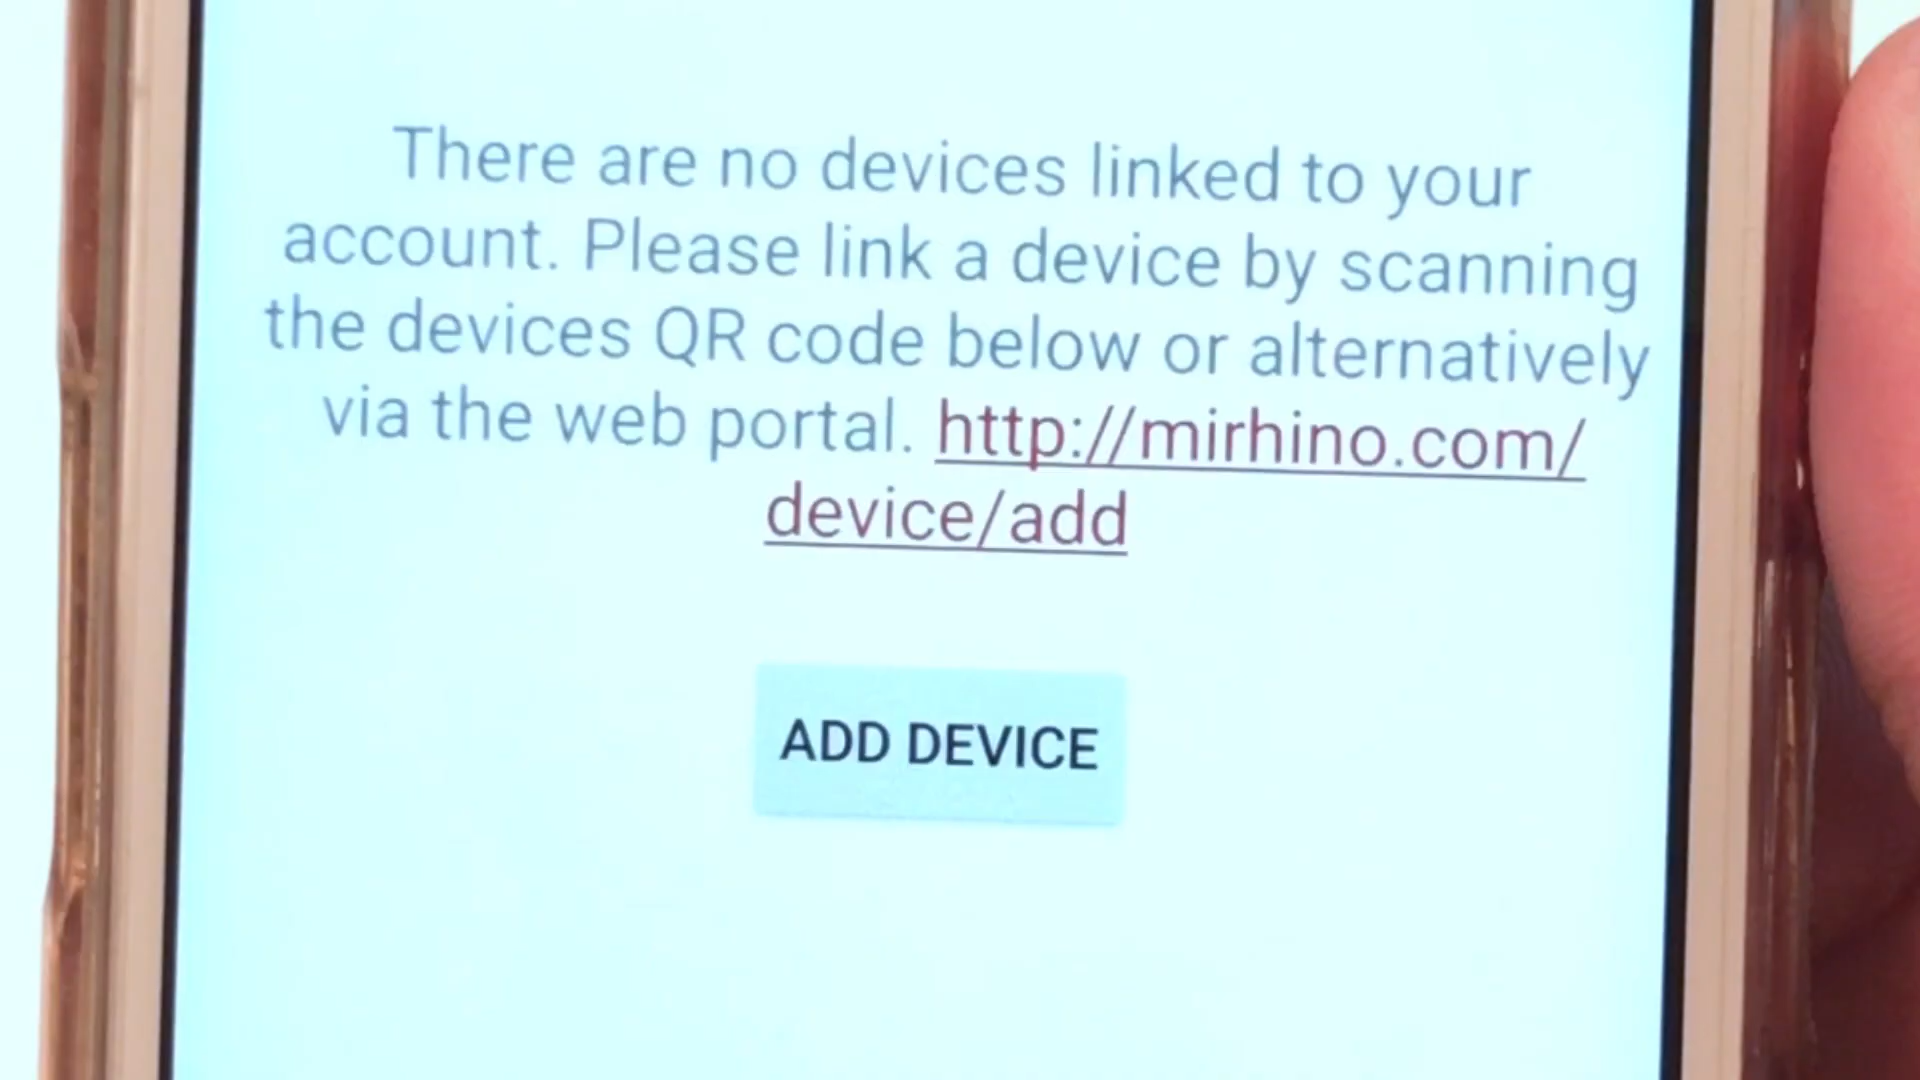 There are no devices linked to your
account. Please link a device by scanning
the devices QR code below or alternatively
via the web portal. http://mirhino.com/
device/add
ADD DEVICE